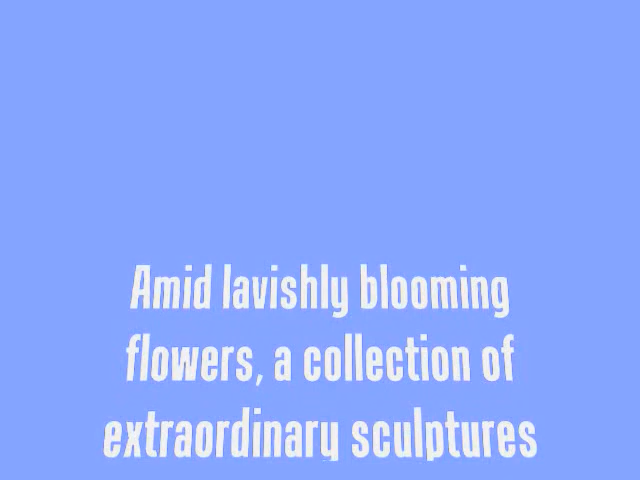 Amid lavishly blooming
flowers, a collection of
extraordinary sculptures